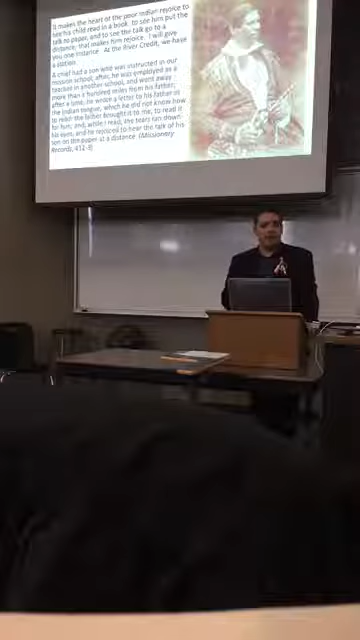 It makes the heart of the poor Indian rejoice to
see his child read in a book, to see him put the
talk to paper, and to see the talk go to a
distance, that makes him rejoice. I will give
you one instance. At the River Credit, we have
a station.
A chief had a son who was instructed in our
mission school; after, he was employed as a
teacher in another school, and went away
more than a hundred miles from his father;
after a time, he wrote a letter to his father in
the Indian tongue, which he did not know how
to read; the father brought it to me, to read it
for him; and, while I read, the tears ran down
his eyes, and he rejoiced to hear the talk of his
son on the paper at a distance. (Missionary
Records, 412-3)